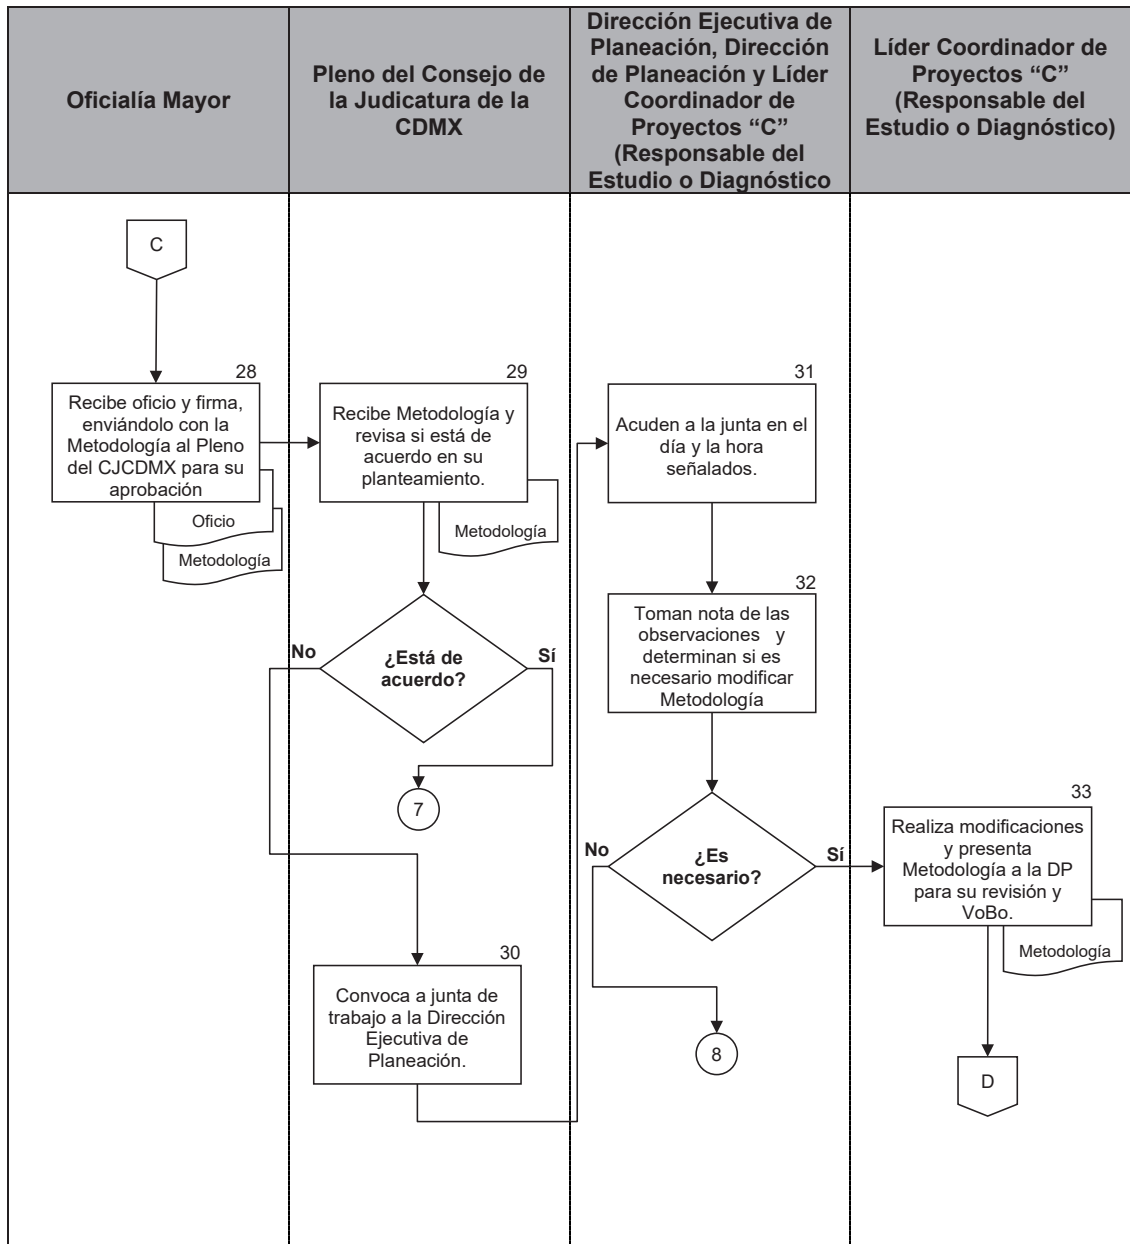 Oficialía Mayor
Pleno del Consejo de
la Judicatura de la
CDMX
Dirección Ejecutiva de
Planeación, Dirección
de Planeación y Líder
Coordinador de
Proyectos “C”
(Responsable del
Estudio o Diagnóstico
Líder Coordinador de
Proyectos “C”
(Responsable del
Estudio o Diagnóstico)
C
28
Recibe oficio y firma,
enviándolo con la
Metodología al Pleno
del CJCDMX para su
aprobación
Oficio
Metodología
29
Recibe Metodología y
revisa si está de
acuerdo en su
planteamiento.
Metodología
¿Está de
acuerdo?
No
Sí
7
30
Convoca a junta de
trabajo a la Dirección
Ejecutiva de
Planeación.
31
Acuden a la junta en el
día y la hora
señalados.
32
Toman nota de las
observaciones y
determinan si es
necesario modificar
Metodología
¿Es
necesario?
No
Sí
8
33
Realiza modificaciones
y presenta
Metodología a la DP
para su revisión y
VoBo.
Metodología
D